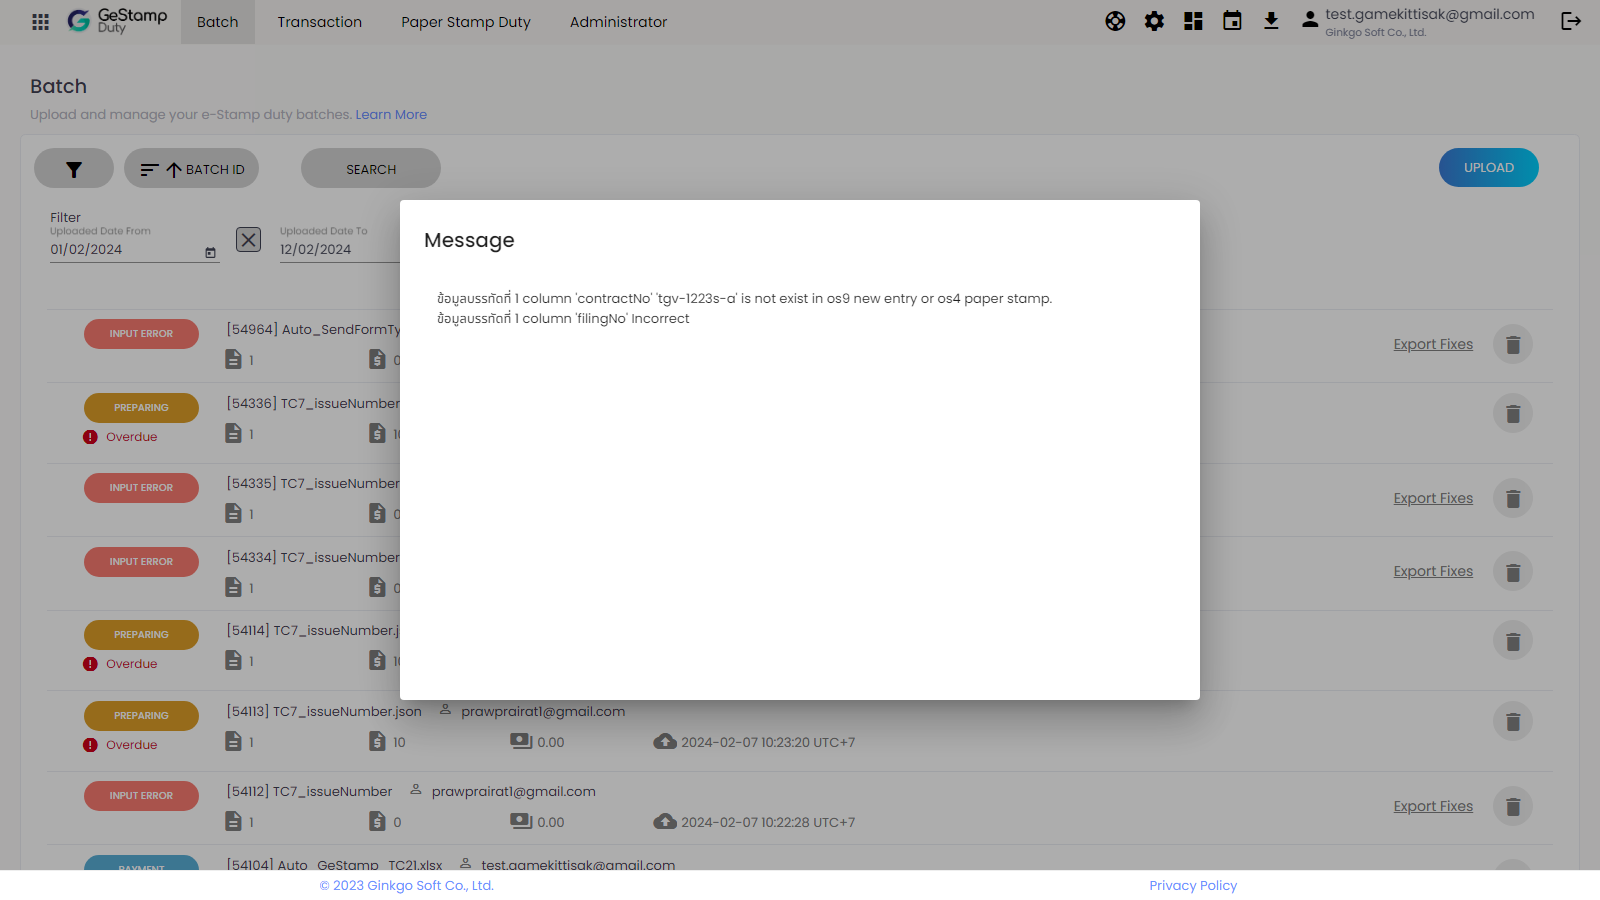 GeStamp
Duty
Batch
Transaction
Paper Stamp Duty
Administrator
test.gamekittisak@gmail.com
Ginkgo Soft Co., Ltd.
Batch
Upload and manage your e-Stamp duty batches. Learn More
BATCH ID
SEARCH
UPLOAD
Filter
Uploaded Date From
01/02/2024
Uploaded Date To
12/02/2024
Message
ข้อมูลบรรทัดที่ 1 column 'contractNo' 'tgv-1223s-a' is not exist in os9 new entry or os4 paper stamp.
ข้อมูลบรรทัดที่ 1 column 'filingNo' Incorrect
INPUT ERROR
[54964] Auto_SendFormTy
1
0
Export Fixes
PREPARING
Overdue
[54336] TC7_issueNumber
1
INPUT ERROR
[54335] TC7_issueNumber
1
0
Export Fixes
INPUT ERROR
[54334] TC7_issueNumber
1
0
Export Fixes
PREPARING
Overdue
[54114] TC7_issueNumber.j
1
PREPARING
Overdue
[54113] TC7_issueNumber.json prawprairat1@gmail.com
1 10 0.00 2024-02-07 10:23:20 UTC+7
INPUT ERROR
[54112] TC7_issueNumber prawprairat1@gmail.com
1 0 0.00 2024-02-07 10:22:28 UTC+7
Export Fixes
PAYMENT
[54104] Auto_GeStamp_TC21.xlsx test.gamekittisak@gmail.com
© 2023 Ginkgo Soft Co., Ltd.
Privacy Policy